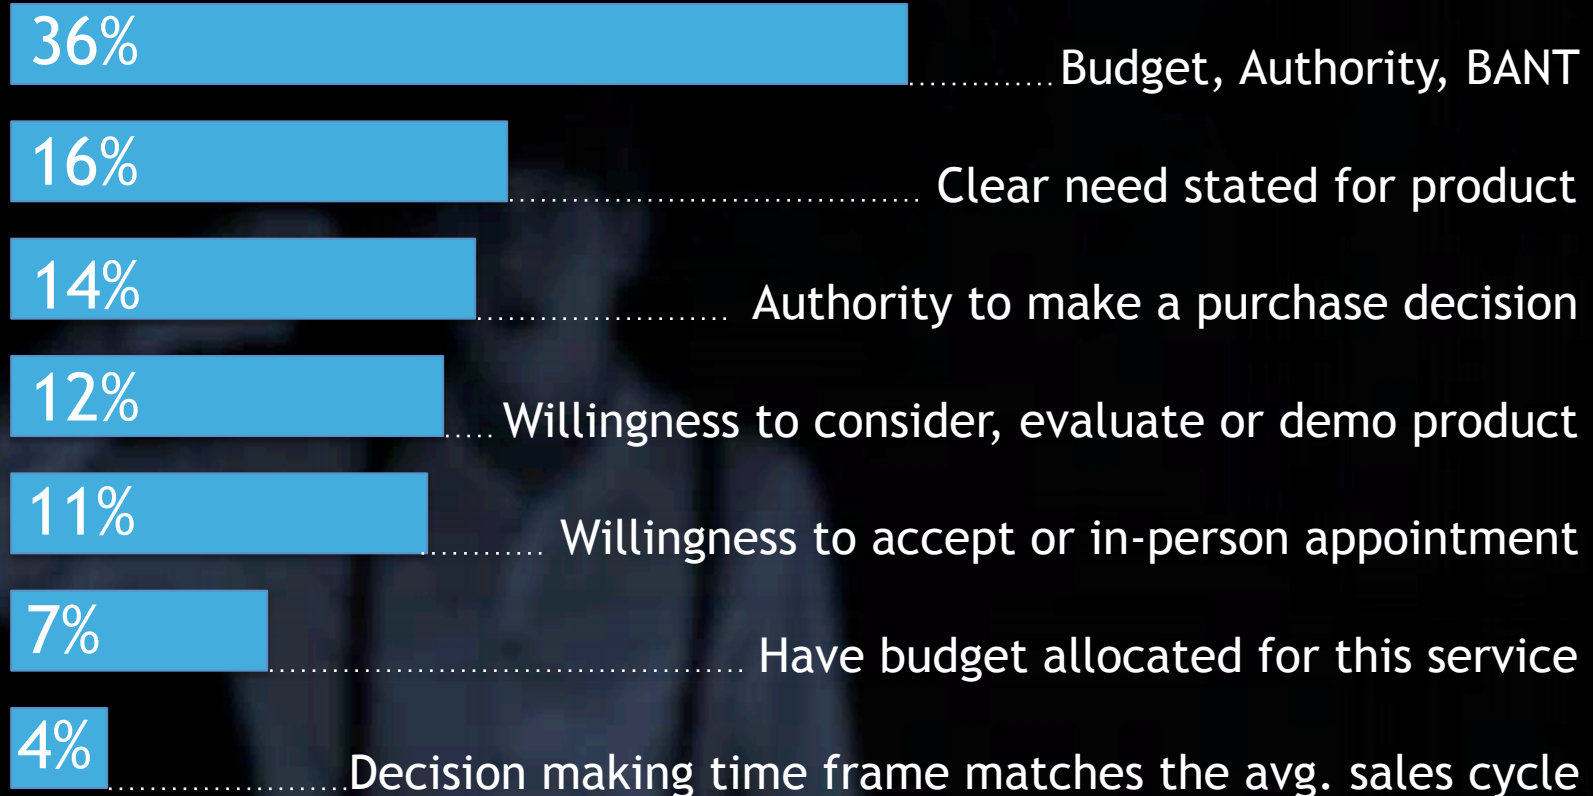 36%
Budget, Authority, BANT
16%
Clear need stated for product
14%
Authority to make a purchase decision
12%
Willingness to consider, evaluate or demo product
11%
Willingness to accept or in-person appointment
7%
Have budget allocated for this service
4%
Decision making time frame matches the avg. sales cycle